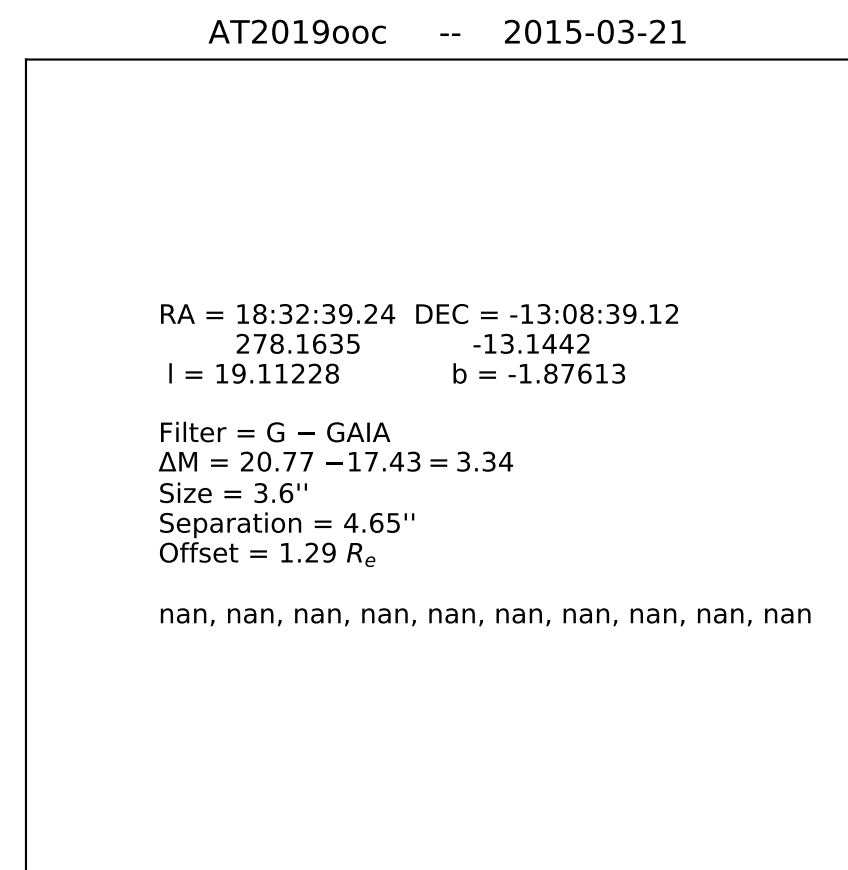 AT2019ooc -- 2015-03-21
RA = 18:32:39.24 DEC = -13:08:39.12
278.1635 -13.1442
l = 19.11228 b = -1.87613
Filter = G − GAIA
ΔM = 20.77 −17.43 = 3.34
Size = 3.6''
Separation = 4.65''
Offset = 1.29 Re
nan, nan, nan, nan, nan, nan, nan, nan, nan, nan